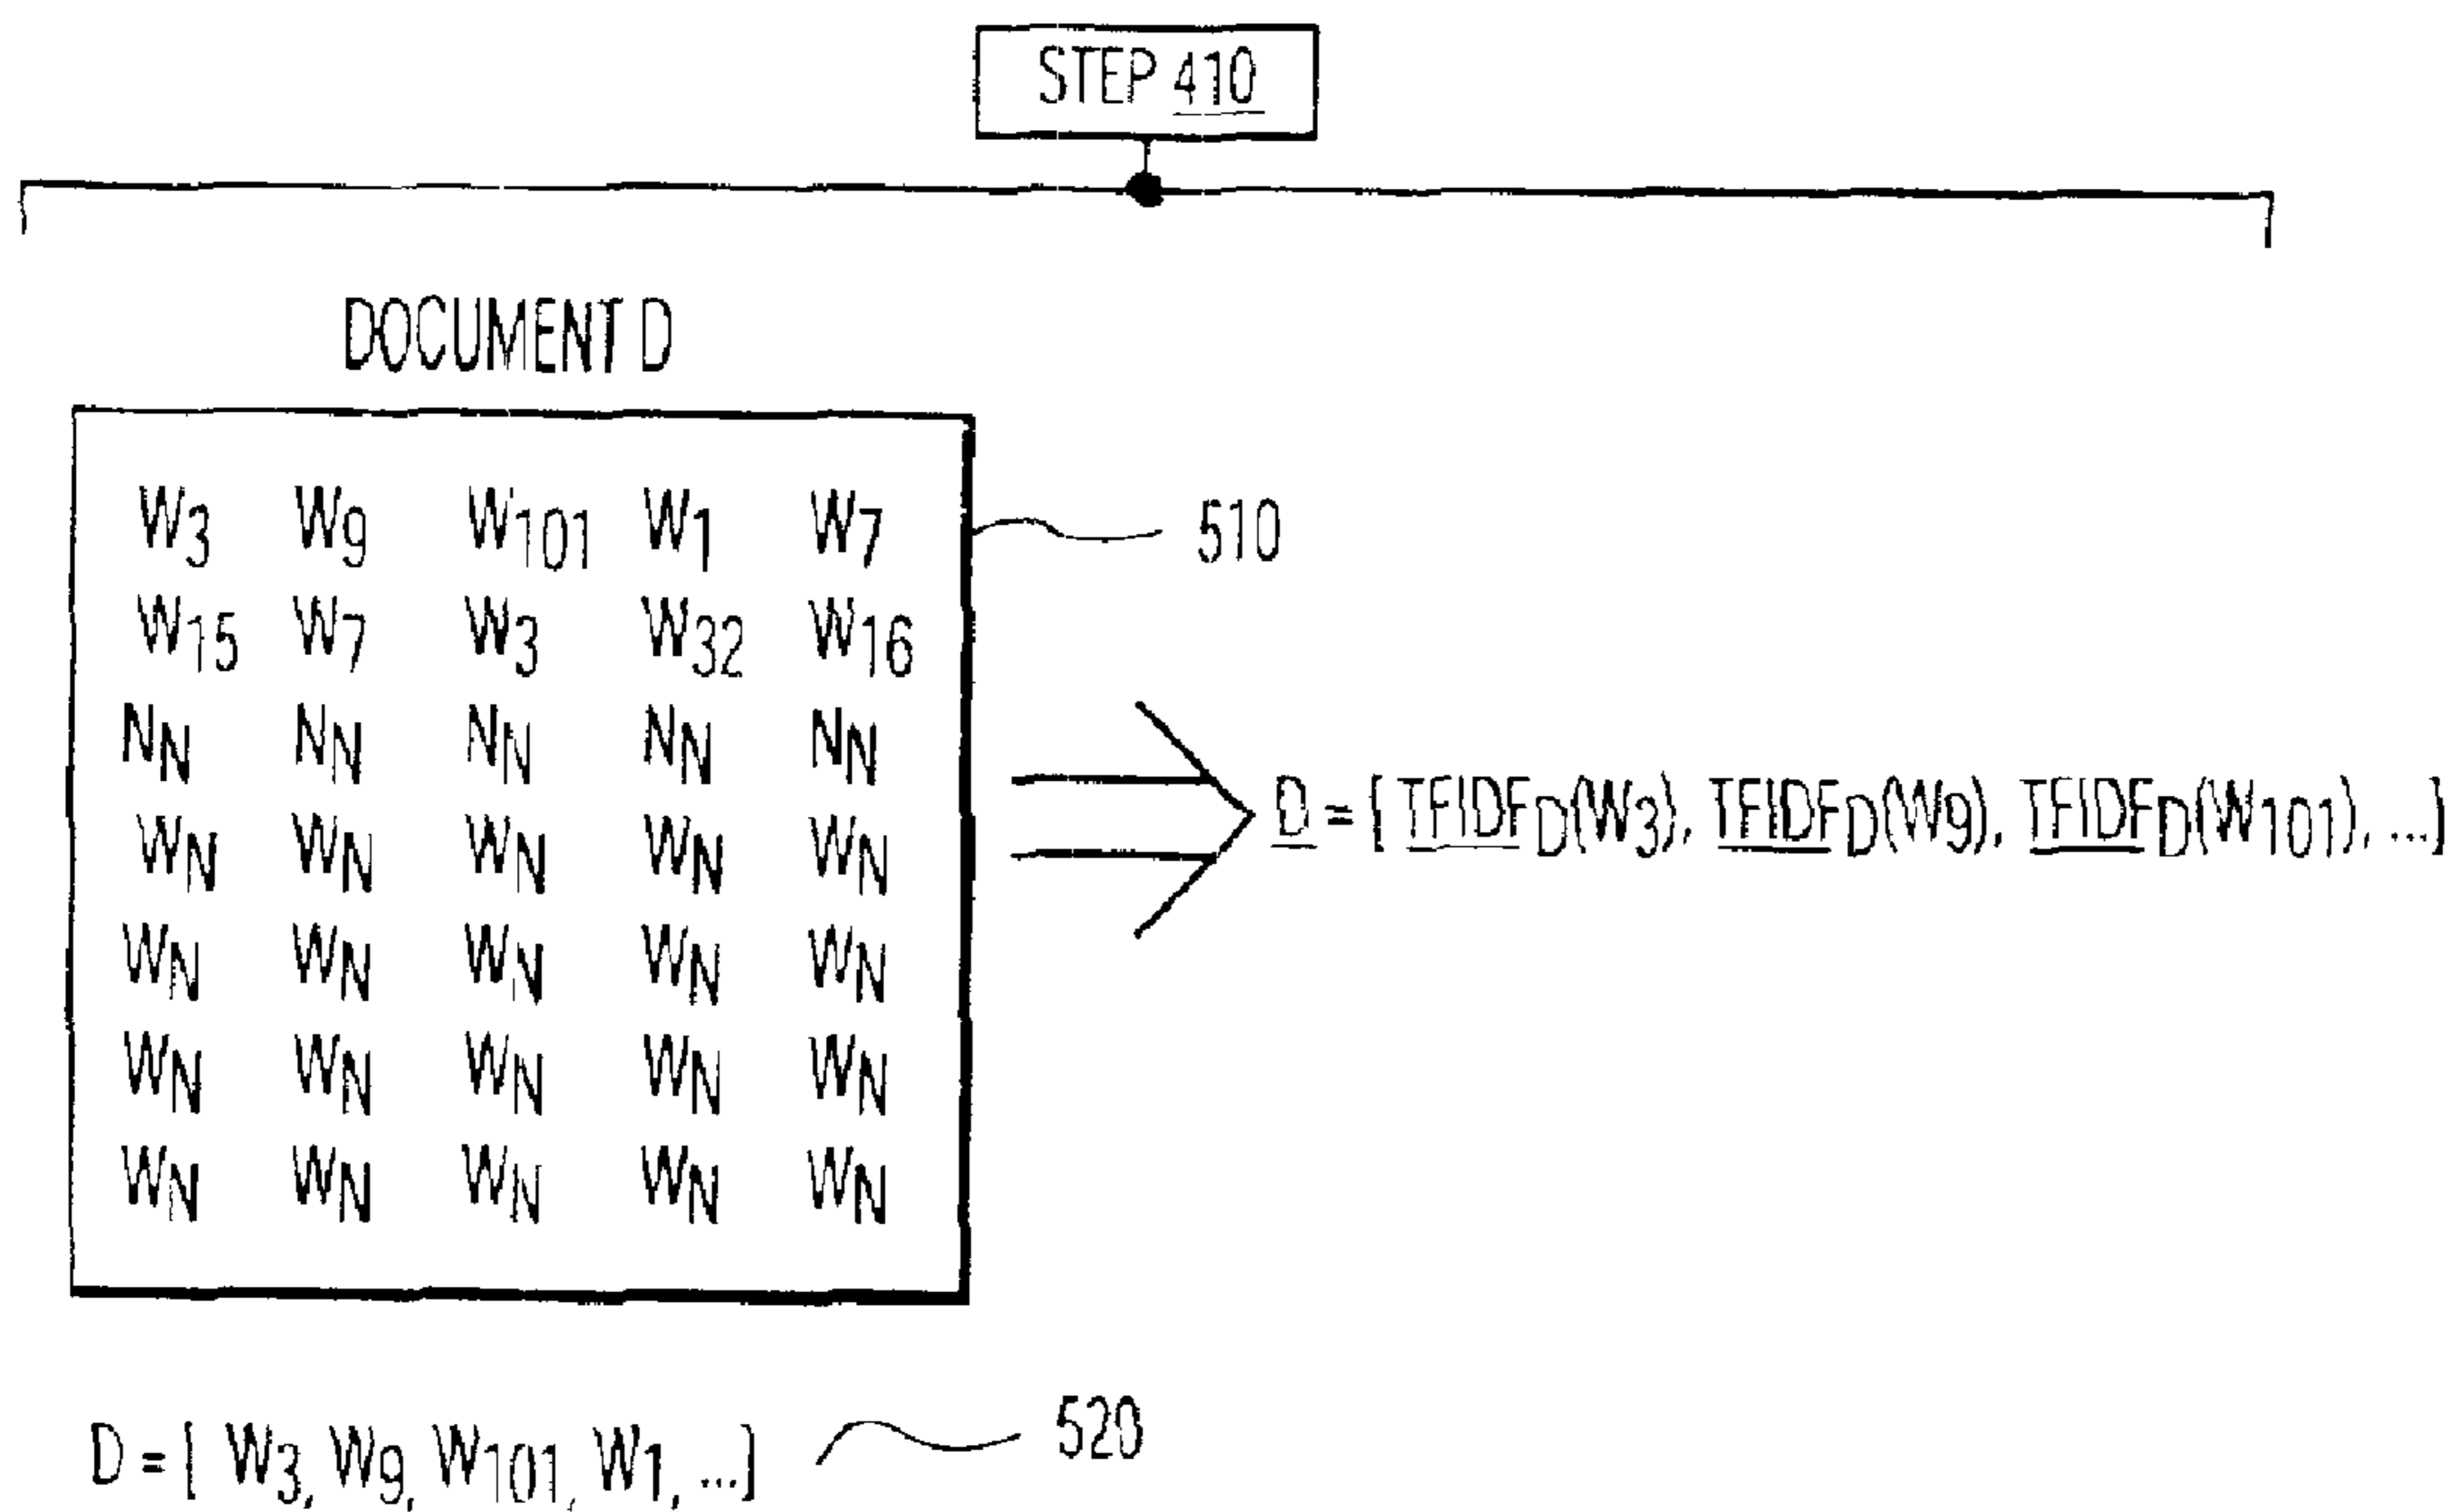 STEP 410
DOCUMENT D
W3 W9 W101 W1 W7
510
W15 W7 W3 W32 W16
NN NN NN NN NN
WN WN WN WN WN
D = [ TFIDFD(W3), TFIDFD(W9), TFIDFD(W101), ...]
WN WN WN WN WN
WN WN WN WN WN
WN WN WN WN WN
D = [ W3, W9, W101, W1, ...]
520